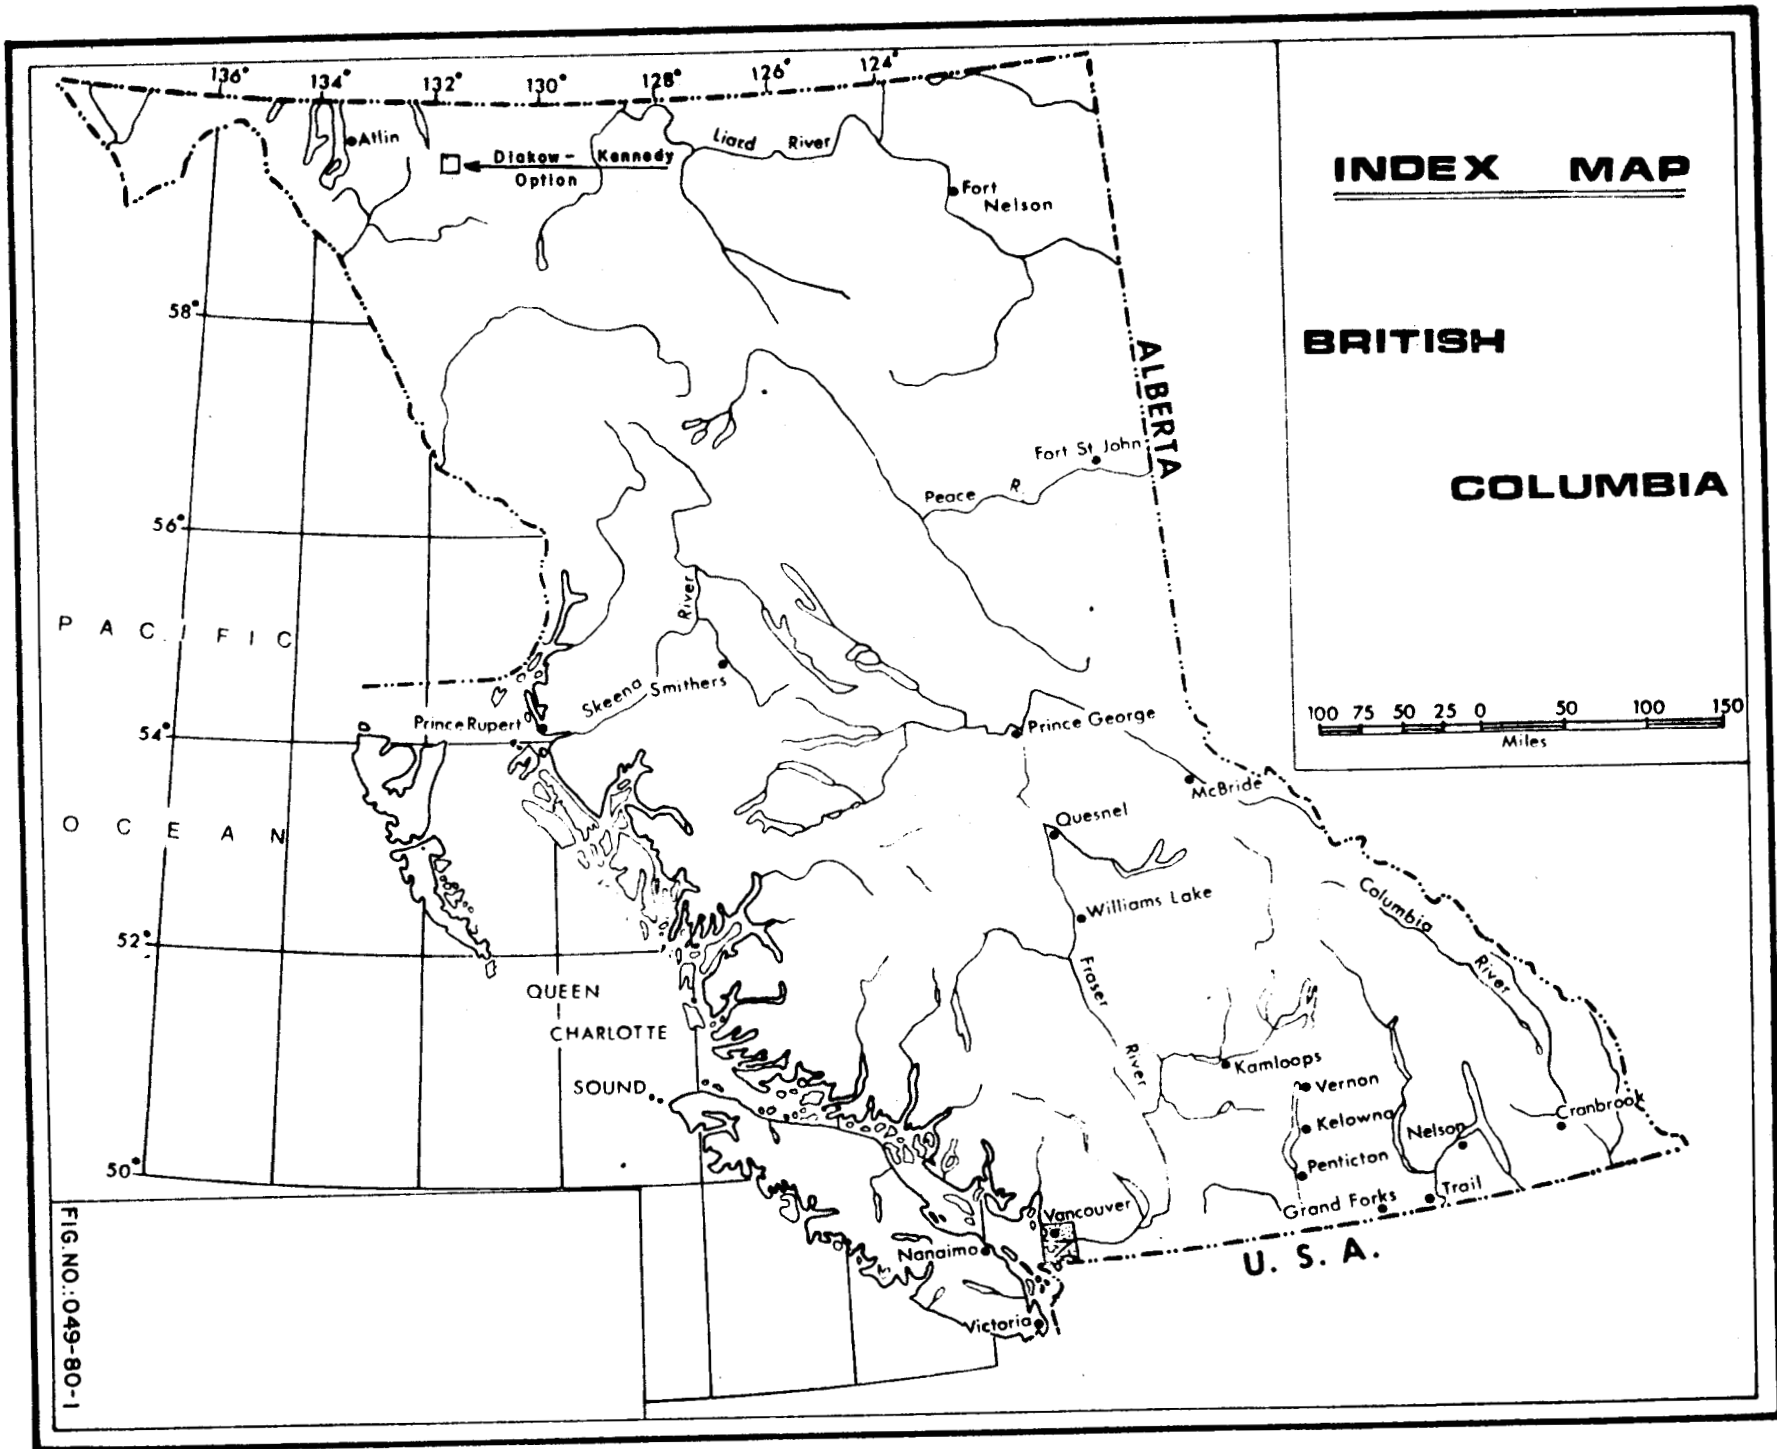 136° 134° 132° 130° 128° 126° 124°
Atlin
Diakow- Kennedy
Option
Liard River
Fort
Nelson
INDEX MAP
BRITISH
COLUMBIA
58°
ALBERTA
Fort St John
Peace R.
56°
PACIFIC
River
Skeena
Smithers
Prince Rupert
54°
Prince George
100 75 50 25 0 50 100 150
Miles
McBride
Quesnel
OCEAN
Williams Lake
Columbia
River
52°
QUEEN
CHARLOTTE
SOUND
Fraser
River
Kamloops
Vernon
Kelowna
Nelson
Cranbrook
Penticton
50°
Trail
Grand Forks
Vancouver
Nanaimo
U. S. A.
Victoria
FIG. NO.: 049-80-1